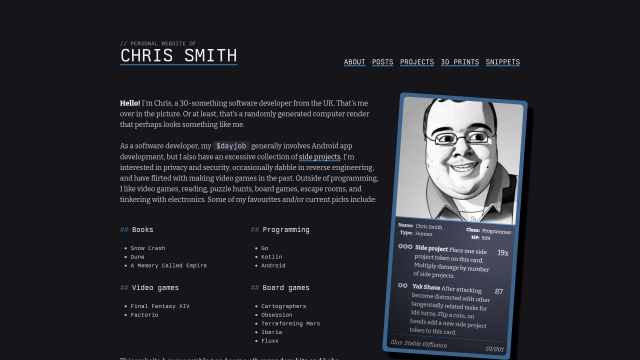 // PERSONAL WEBSITE OF
CHRIS SMITH
ABOUT POSTS PROJECTS 3D PRINTS SNIPPETS
Hello! I'm Chris, a 30-something software developer from the UK. That's me
over in the picture. Or at least, that's a randomly generated computer person
that perhaps looks something like me.
As a software developer, my $dayjob generally involves Android app
development, but I also have an excessive collection of side projects. I'm
interested in privacy and security, occasionally dabble in reverse engineering,
and have flirted with making video games in the past. Outside of programming,
I like video games, reading, puzzle hunts, board games, escape rooms, and
tinkering with electronics. Some of my favourites and/or current picks include:
## Books
Snow Crash
Dune
A Memory Called Empire
## Programming
Go
Kotlin
Android
## Video games
Final Fantasy XIV
Factorio
## Board games
Cartographers
Obsession
Terraforming Mars
Iberia
Fluxx
Name: Chris Smith Class: Programmer
Type: Human HP: 929
Side project Place one side 19x
project token on this card.
Multiply damage by number
of side projects.
Yak Shave After attacking, 87
become distracted with other
tangentially related tasks for
1d6 turns. Flip a coin, on
heads add a new side project
token to this card.
Illus. Stable Diffusion 01/001